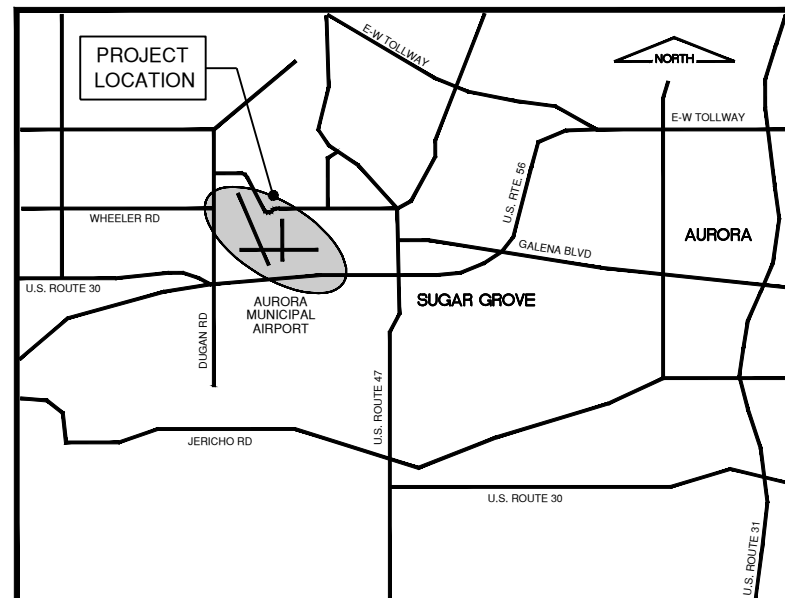 PROJECT
LOCATION
E-W TOLLWAY
NORTH
E-W TOLLWAY
U.S. RTE. 56
WHEELER RD
GALENA BLVD
AURORA
U.S. ROUTE 30
AURORA
MUNICIPAL
AIRPORT
SUGAR GROVE
DUGAN RD
U.S. ROUTE 47
JERICHO RD
U.S. ROUTE 30
U.S. ROUTE 31